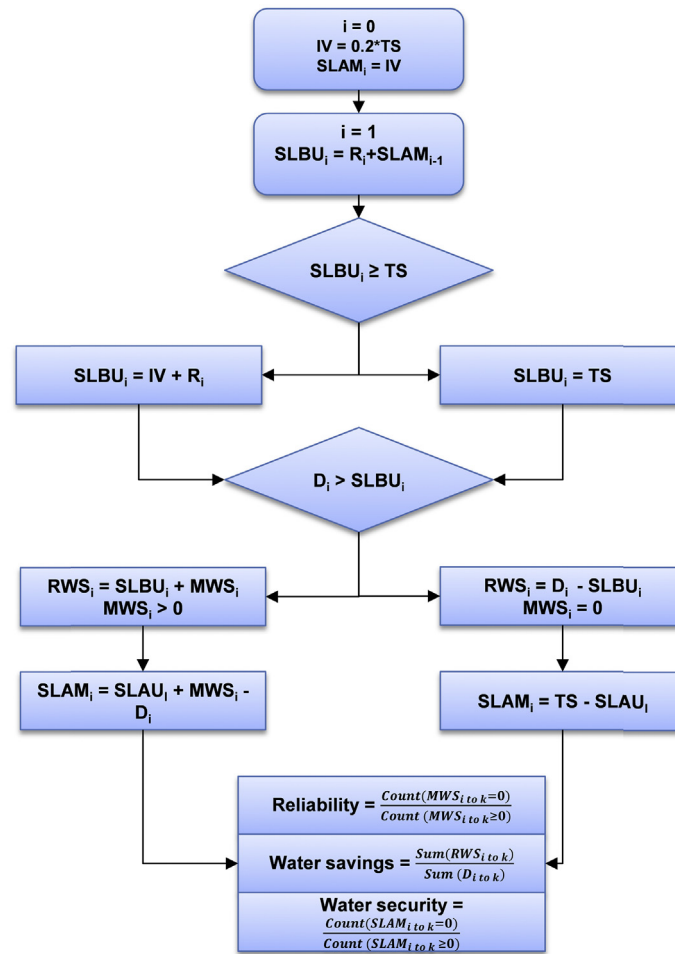 i = 0
IV = 0.2*TS
SLAMᵢ = IV
i = 1
SLBUᵢ = Rᵢ+SLAMᵢ₋₁
SLBUᵢ ≥ TS
SLBUᵢ = IV + Rᵢ
SLBUᵢ = TS
Dᵢ > SLBUᵢ
RWSᵢ = SLBUᵢ + MWSᵢ
MWSᵢ > 0
RWSᵢ = Dᵢ - SLBUᵢ
MWSᵢ = 0
SLAMᵢ = SLAUₗ + MWSᵢ -
Dᵢ
SLAMᵢ = TS - SLAUₗ
Reliability = Count(MWSᵢ ₜₒ ₖ=0) / Count (MWSᵢ ₜₒ ₖ≥0)
Water savings = Sum(RWSᵢ ₜₒ ₖ) / Sum (Dᵢ ₜₒ ₖ)
Water security =
Count(SLAMᵢ ₜₒ ₖ=0) / Count (SLAMᵢ ₜₒ ₖ ≥0)